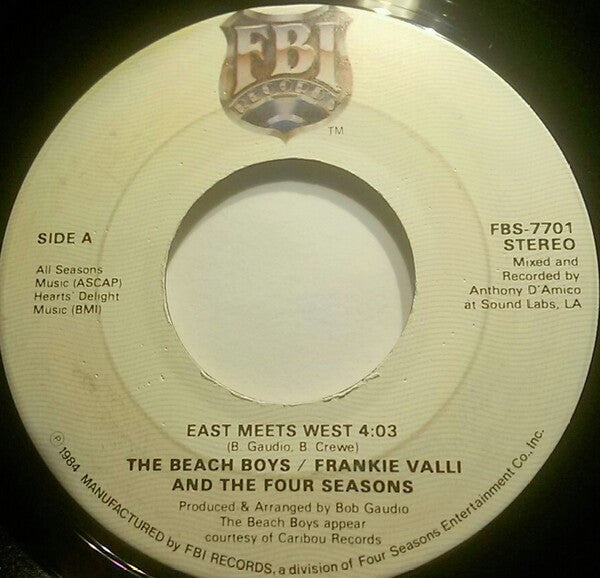 FBI
RECORDS
TM
SIDE A
All Seasons
Music (ASCAP)
Hearts' Delight
Music (BMI)
FBS-7701
STEREO
Mixed and
Recorded by
Anthony D'Amico
at Sound Labs, LA
EAST MEETS WEST 4:03
(B. Gaudio, B. Crewe)
THE BEACH BOYS / FRANKIE VALLI
AND THE FOUR SEASONS
Produced & Arranged by Bob Gaudio
The Beach Boys appear
courtesy of Caribou Records
℗ 1984 MANUFACTURED by FBI RECORDS, a division of Four Seasons Entertainment Co., Inc.